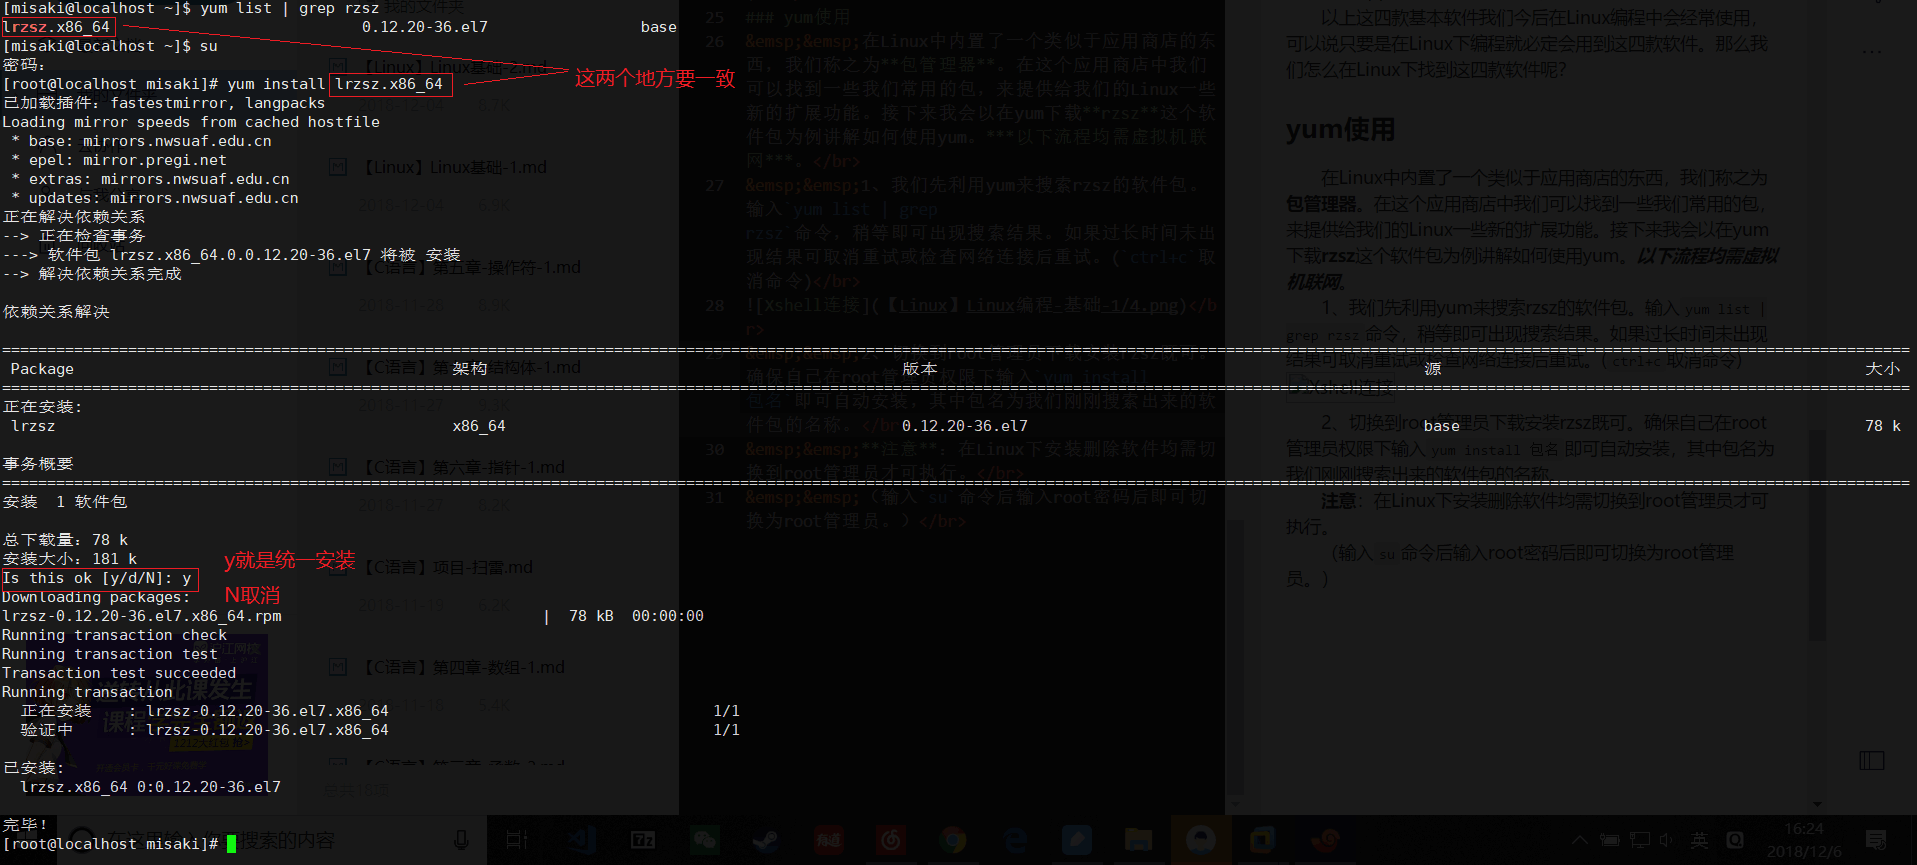 [misaki@localhost ~]$ yum list | grep rzsz
lrzsz.x86_64 0.12.20-36.el7 base
[misaki@localhost ~]$ su
密码：
[root@localhost misaki]# yum install lrzsz.x86_64
这两个地方要一致
已加载插件：fastestmirror, langpacks
Loading mirror speeds from cached hostfile
* base: mirrors.nwsuaf.edu.cn
* epel: mirror.pregi.net
* extras: mirrors.nwsuaf.edu.cn
* updates: mirrors.nwsuaf.edu.cn
正在解决依赖关系
--> 正在检查事务
---> 软件包 lrzsz.x86_64.0.0.12.20-36.el7 将被 安装
--> 解决依赖关系完成
依赖关系解决
Package 架构 版本 源 大小
正在安装:
lrzsz x86_64 0.12.20-36.el7 base 78 k
事务概要
安装 1 软件包
总下载量：78 k
安装大小：181 k
y就是统一安装
Is this ok [y/d/N]: y
N取消
Downloading packages:
lrzsz-0.12.20-36.el7.x86_64.rpm | 78 kB 00:00:00
Running transaction check
Running transaction test
Transaction test succeeded
Running transaction
正在安装 : lrzsz-0.12.20-36.el7.x86_64 1/1
验证中 : lrzsz-0.12.20-36.el7.x86_64 1/1
已安装:
lrzsz.x86_64 0:0.12.20-36.el7
完毕！
[root@localhost misaki]#
我的文件夹
【Linux】Linux基础-2.md
【Linux】Linux基础-1.md
2018-12-04 6.9K
【C语言】第五章-操作符-1.md
2018-11-28 8.9K
结构体-1.md
2018-11-27
【C语言】第六章-指针-1.md
2018-11-27 8.2K
【C语言】项目-扫雷.md
2018-11-19 6.2K
【C语言】第四章-数组-1.md
25 ### yum使用
26 &emsp;&emsp;在Linux中内置了一个类似于应用商店的东
西，我们称之为**包管理器**。在这个应用商店中我们
可以找到一些我们常用的包，来提供给我们的Linux一些
新的扩展功能。接下来我会以在yum下载**rzsz**这个软
件包为例讲解如何使用yum。***以下流程均需虚拟机联
网***。</br>
27 &emsp;&emsp;1、我们先利用yum来搜索rzsz的软件包。
输入`yum list | grep
rzsz`命令，稍等即可出现搜索结果。如果过长时间未出
现结果可取消重试或检查网络连接后重试。(`ctrl+c`取
消命令)</br>
28 ![Xshell连接](【Linux】Linux编程-基础-1/4.png)</b
r>
确保自己在root管理员权限下输入`yum install
包名`即可自动安装，其中包名为我们刚刚搜索出来的软
件包的名称。</br>
30 &emsp;&emsp;**注意**：在Linux下安装删除软件均需切
换到root管理员才可执行。</br>
31 &emsp;&emsp;（输入`su`命令后输入root密码后即可切
换为root管理员。）</br>
以上这四款基本软件我们今后在Linux编程中会经常使用，
可以说只要是在Linux下编程就必定会用到这四款软件。那么我
们怎么在Linux下找到这四款软件呢?
yum使用
在Linux中内置了一个类似于应用商店的东西，我们称之为
包管理器。在这个应用商店中我们可以找到一些我们常用的包，
来提供给我们的Linux一些新的扩展功能。接下来我会以在yum
下载rzsz这个软件包为例讲解如何使用yum。以下流程均需虚拟
机联网。
1、我们先利用yum来搜索rzsz的软件包。输入 yum list |
grep rzsz 命令，稍等即可出现搜索结果。如果过长时间未出现
结果可取消重试或检查网络连接后重试。( ctrl+c 取消命令)
Xshell连接
2、切换到root管理员下载安装rzsz既可。确保自己在root
管理员权限下输入 yum install 包名 即可自动安装，其中包名为
我们刚刚搜索出来的软件包的名称。
注意：在Linux下安装删除软件均需切换到root管理员才可
执行。
（输入 su 命令后输入root密码后即可切换为root管理
员。）
在这里输入你要搜索的内容
英
16:24
2018/12/6